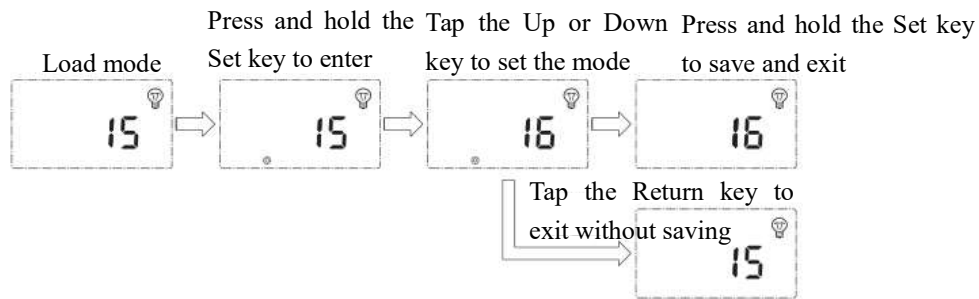 Load mode
Press and hold the
Set key to enter
Tap the Up or Down
key to set the mode
Press and hold the Set key
to save and exit
15
15
16
16
Tap the Return key to
exit without saving
15